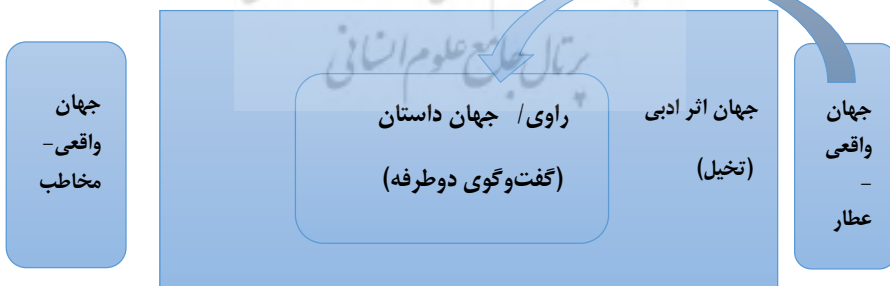 پرتال جامع علوم انسانی
جهان
واقعی
–
عطار
جهان اثر ادبی
(تخیل)
راوی/ جهان داستان
(گفت‌وگوی دوطرفه)
جهان
واقعی–
مخاطب